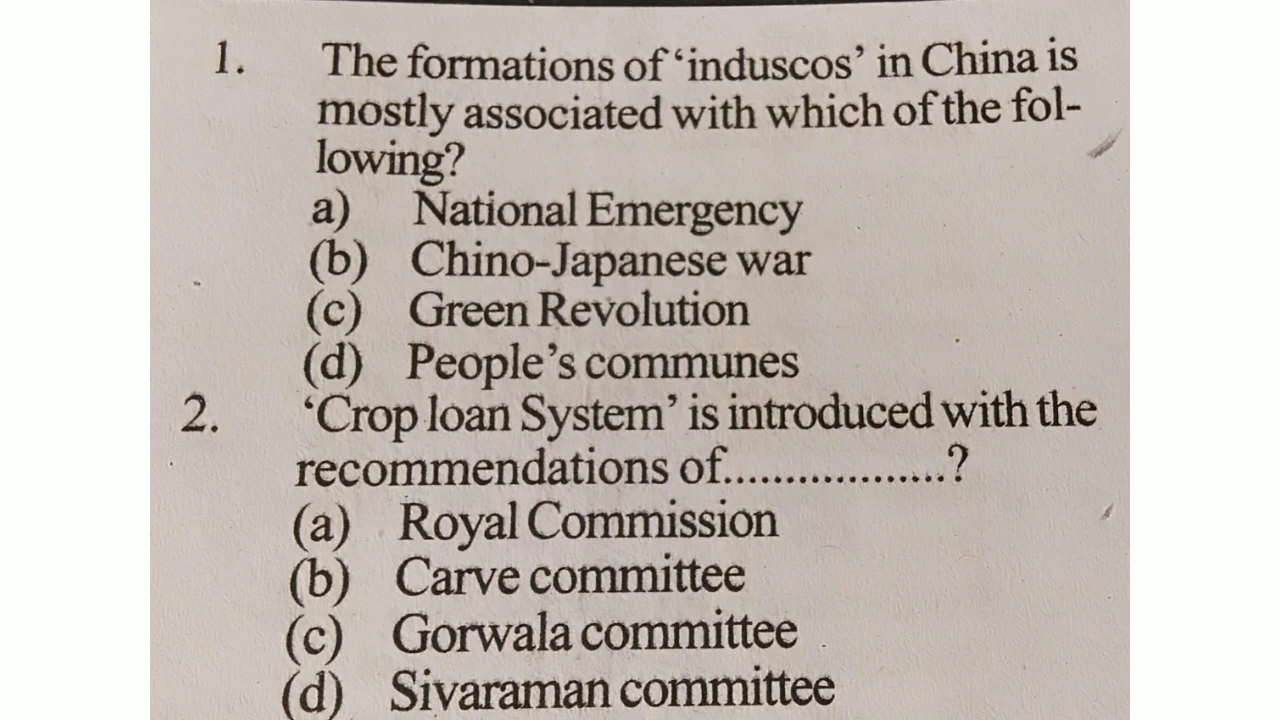 1. The formations of ‘induscos’ in China is
mostly associated with which of the fol-
lowing?
a) National Emergency
(b) Chino-Japanese war
(c) Green Revolution
(d) People’s communes
2. ‘Crop loan System’ is introduced with the
recommendations of..................?
(a) Royal Commission
(b) Carve committee
(c) Gorwala committee
(d) Sivaraman committee